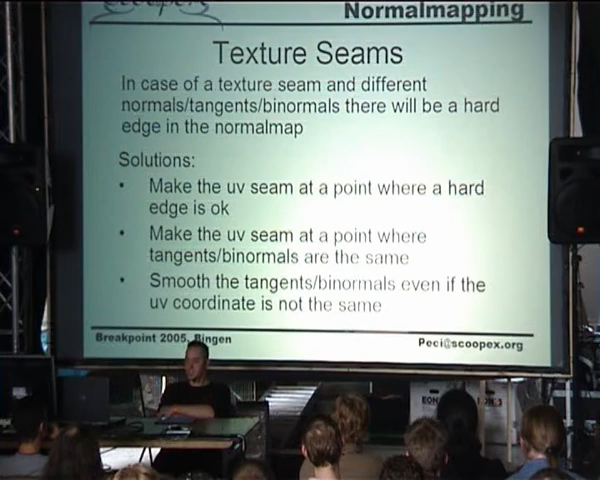 Scoopex
Normalmapping
Texture Seams
In case of a texture seam and different
normals/tangents/binormals there will be a hard
edge in the normalmap
Solutions:
• Make the uv seam at a point where a hard
edge is ok
• Make the uv seam at a point where
tangents/binormals are the same
• Smooth the tangents/binormals even if the
uv coordinate is not the same
Breakpoint 2005, Bingen
Peci@scoopex.org